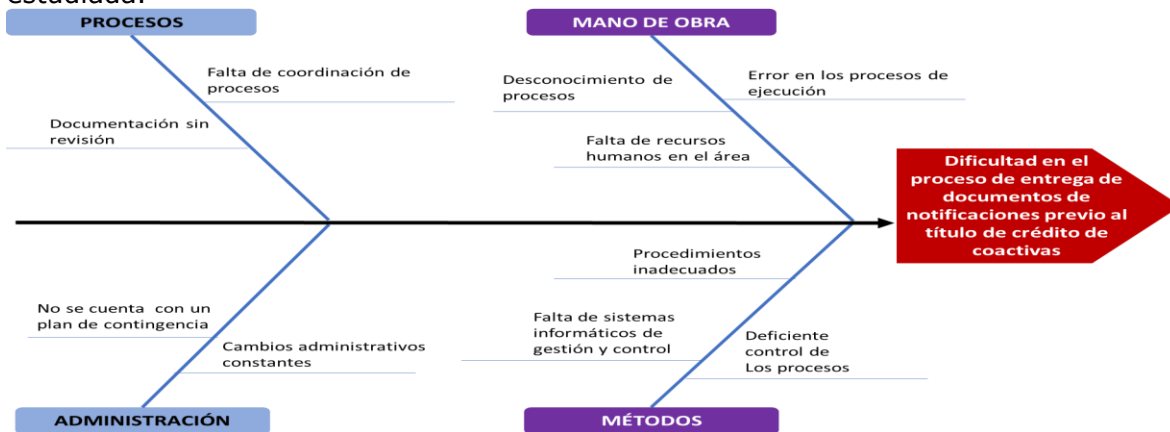 PROCESOS
Falta de coordinación de
procesos
Documentación sin
revisión
MANO DE OBRA
Desconocimiento de
procesos
Error en los procesos de
ejecución
Falta de recursos
humanos en el área
Dificultad en el
proceso de entrega de
documentos de
notificaciones previo al
título de crédito de
coactivas
No se cuenta con un
plan de contingencia
Cambios administrativos
constantes
ADMINISTRACIÓN
Procedimientos
inadecuados
Falta de sistemas
informáticos de
gestión y control
Deficiente
control de
Los procesos
MÉTODOS